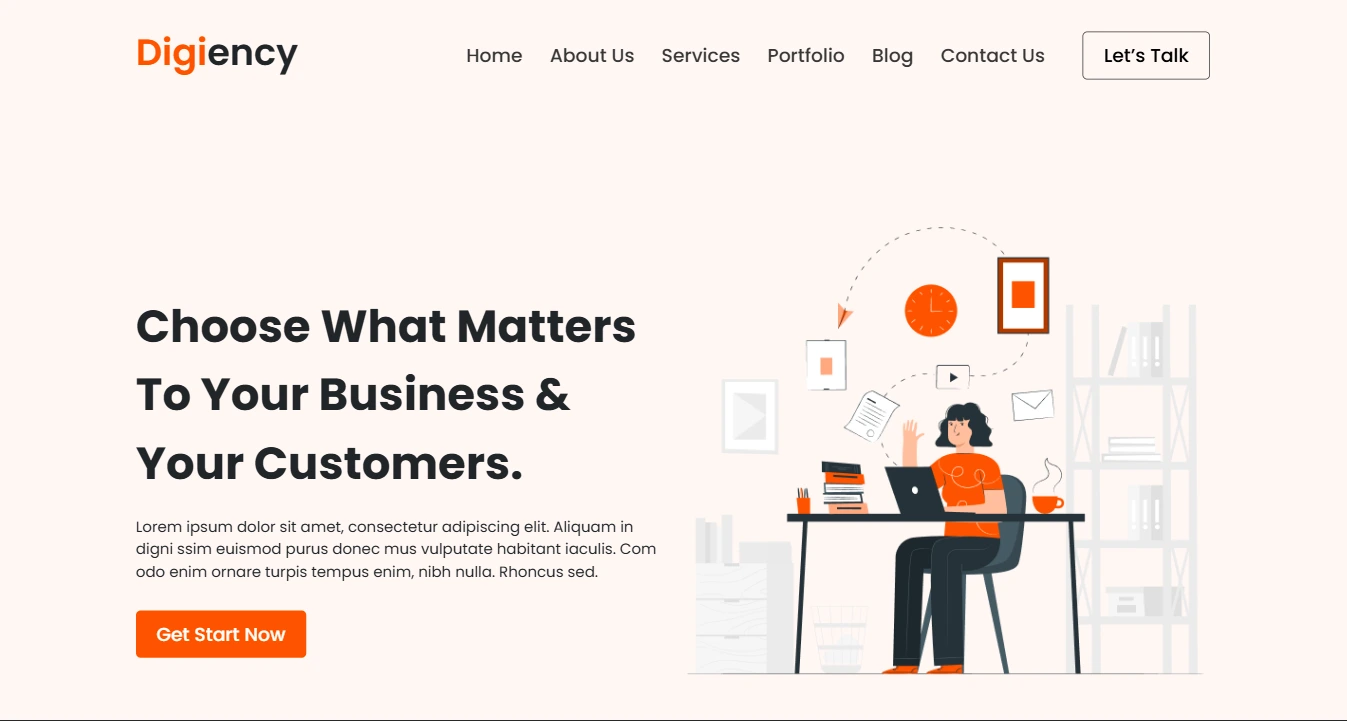 Digiency
Home About Us Services Portfolio Blog Contact Us Let’s Talk
Choose What Matters
To Your Business &
Your Customers.
Lorem ipsum dolor sit amet, consectetur adipiscing elit. Aliquam in
digni ssim euismod purus donec mus vulputate habitant iaculis. Com
odo enim ornare turpis tempus enim, nibh nulla. Rhoncus sed.
Get Start Now